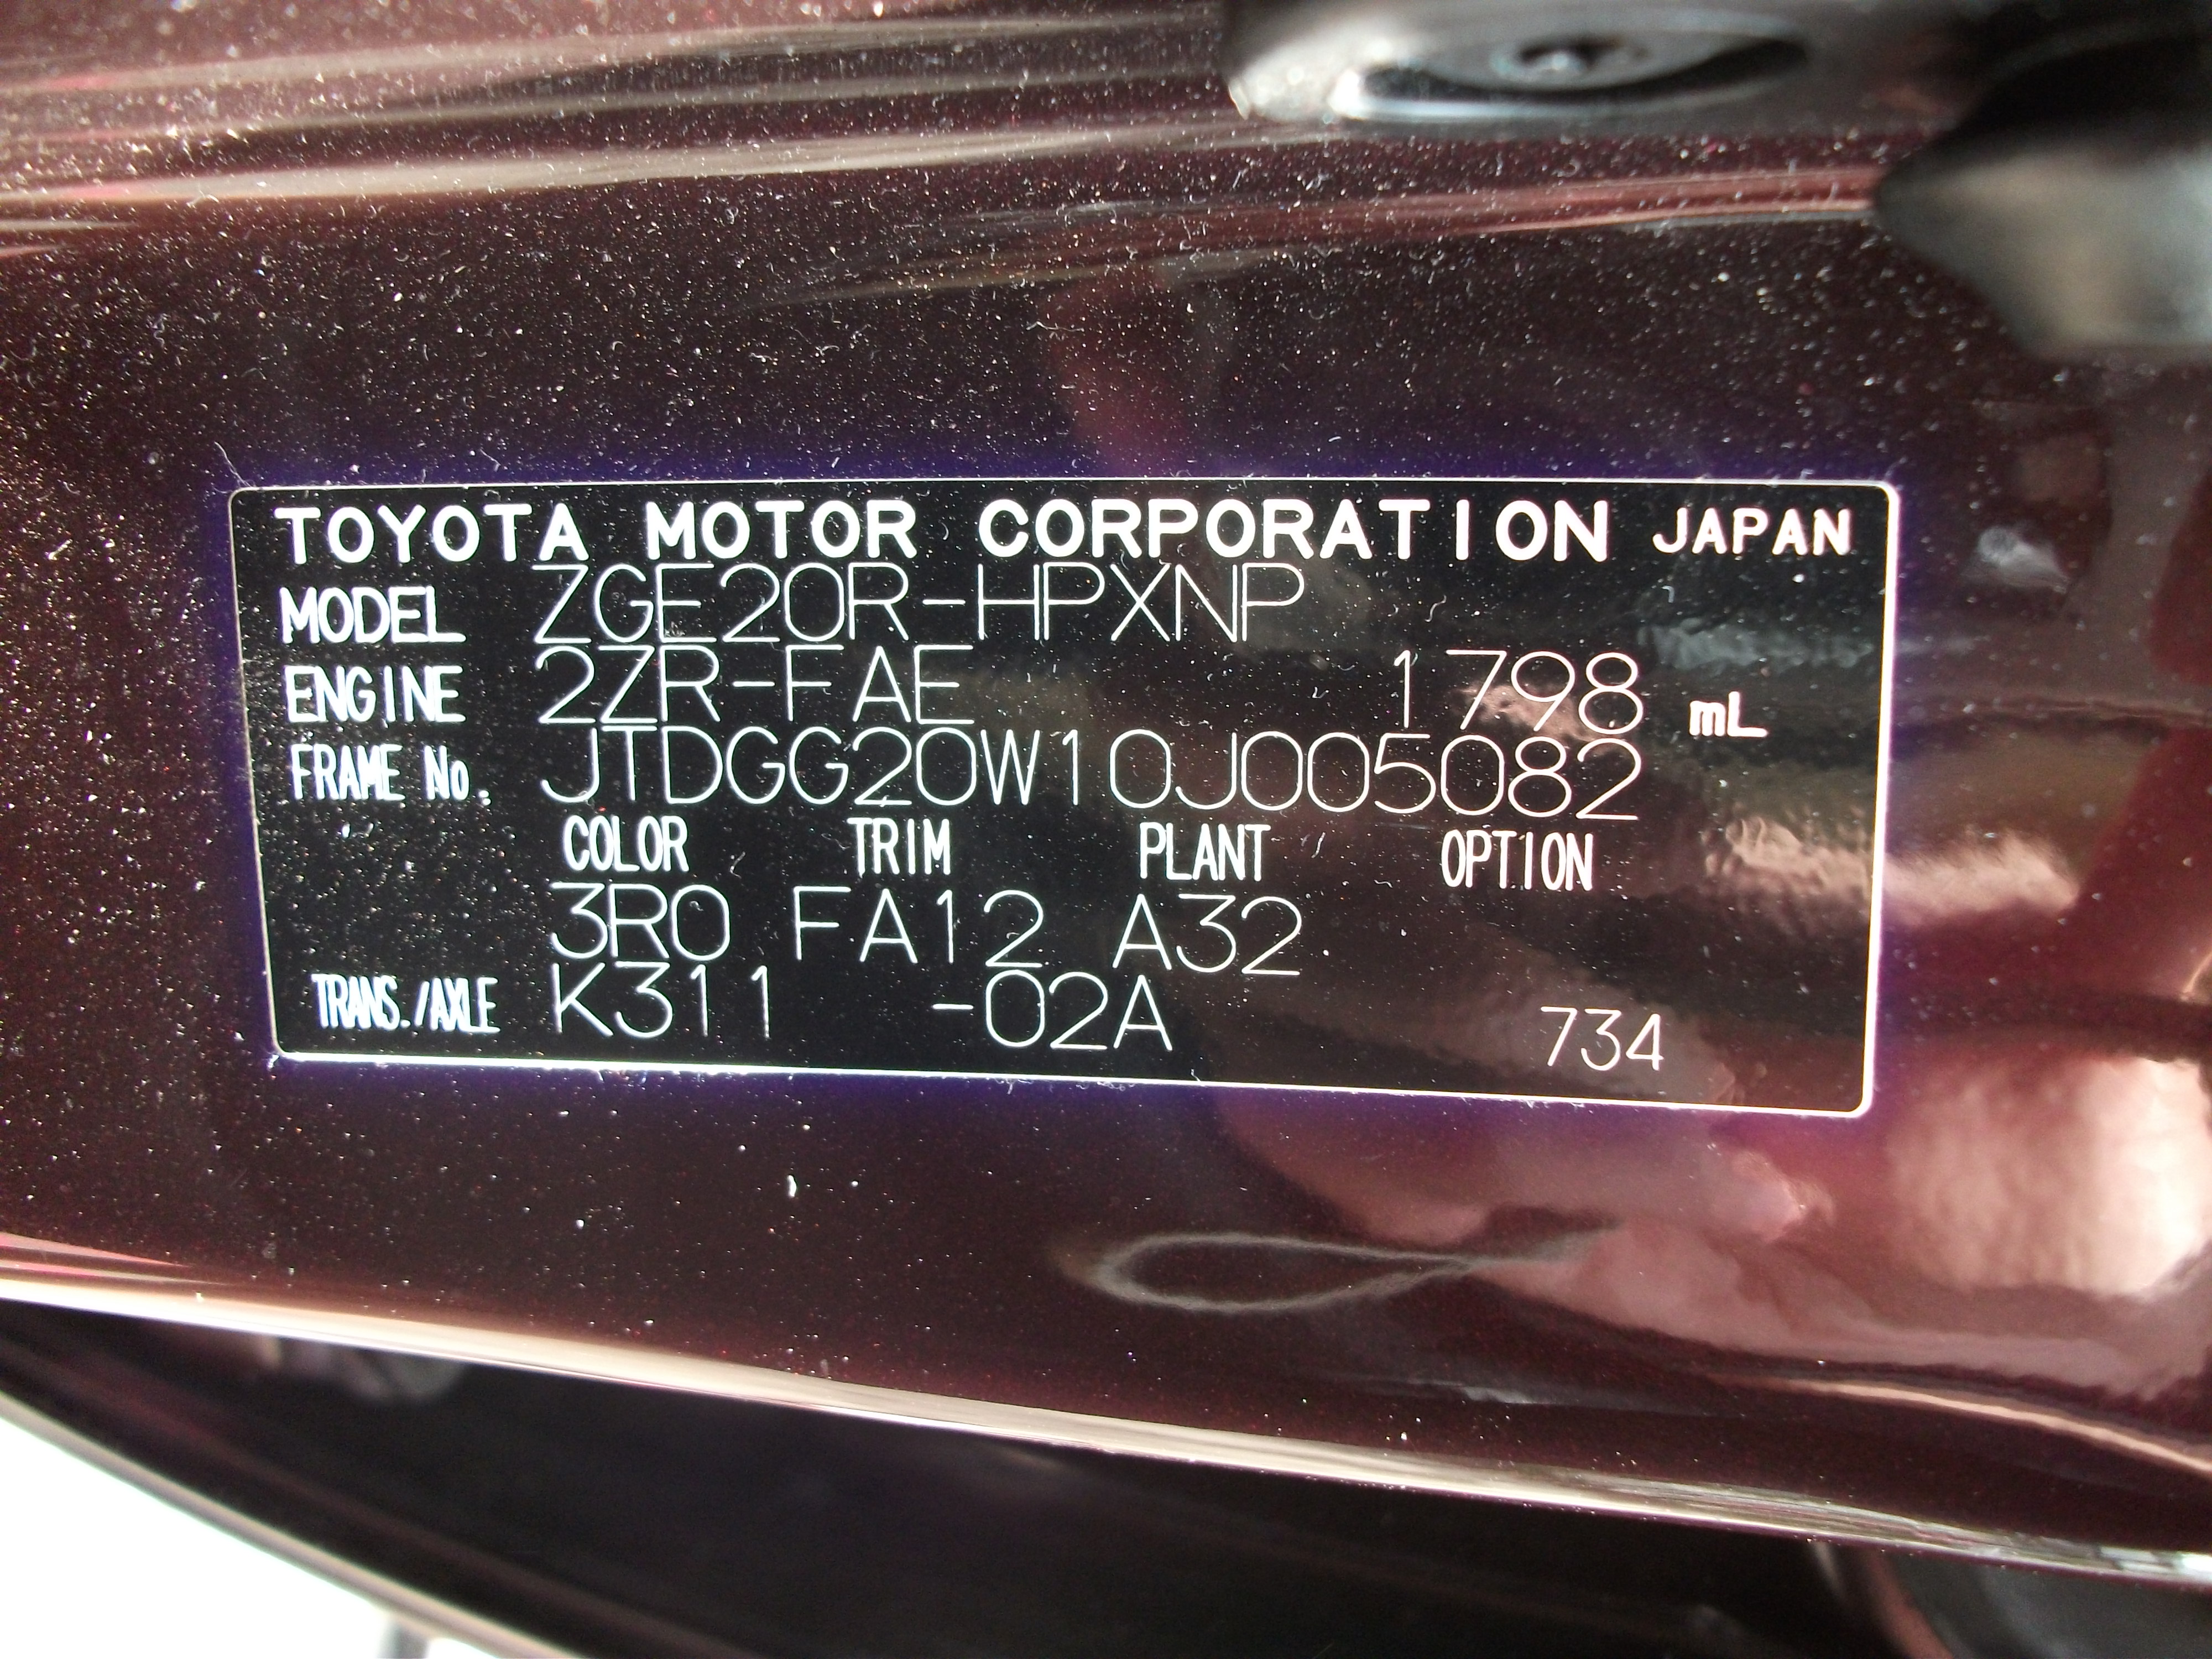 TOYOTA MOTOR CORPORATION JAPAN
MODEL ZGE20R-HPXNP
ENGINE 2ZR-FAE 1798 mL
FRAME No. JTDGG20W10J005082
COLOR TRIM PLANT OPTION
3R0 FA12 A32
TRANS./AXLE K311 -02A 734